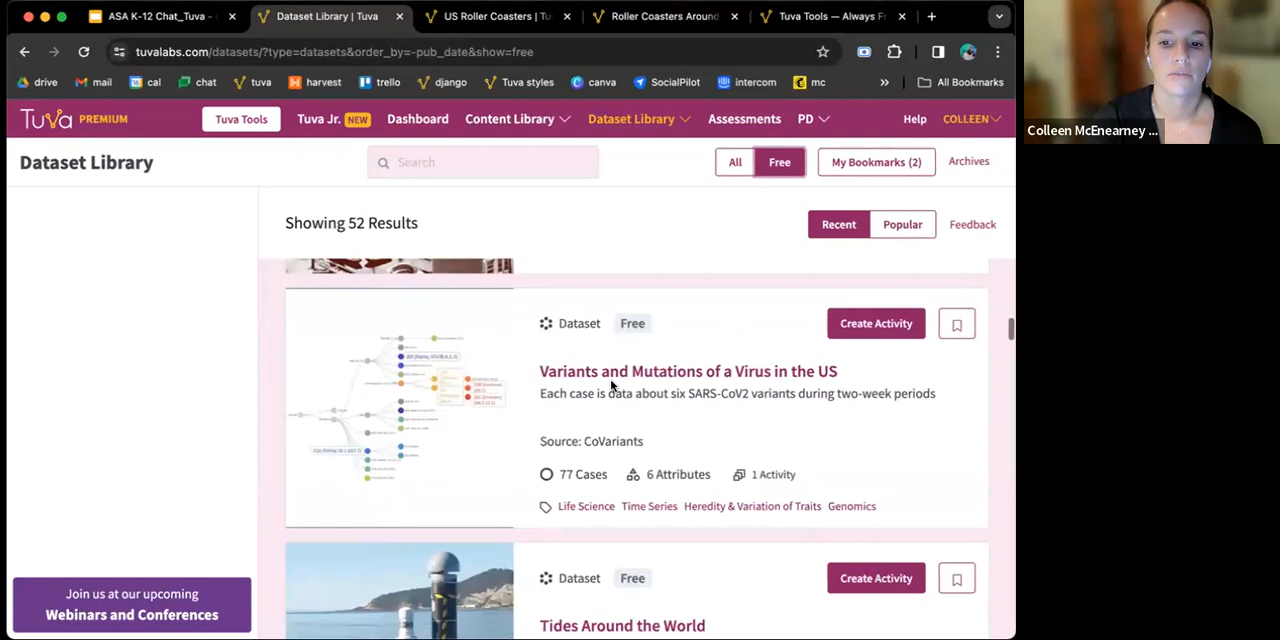 ASA K-12 Chat_Tuva -
Dataset Library | Tuva
US Roller Coasters | Tu
Roller Coasters Around
Tuva Tools — Always Fr
tuvalabs.com/datasets/?type=datasets&order_by=-pub_date&show=free
drive
mail
cal
chat
tuva
harvest
trello
django
Tuva styles
canva
SocialPilot
intercom
mc
All Bookmarks
Tuva PREMIUM
Tuva Tools
Tuva Jr. NEW
Dashboard
Content Library
Dataset Library
Assessments
PD
Help
COLLEEN
Colleen McEnearney ...
Dataset Library
Search
All
Free
My Bookmarks (2)
Archives
Showing 52 Results
Recent
Popular
Feedback
Dataset Free
Create Activity
Variants and Mutations of a Virus in the US
Each case is data about six SARS-CoV2 variants during two-week periods
Source: CoVariants
77 Cases 6 Attributes 1 Activity
Life Science Time Series Heredity & Variation of Traits Genomics
Dataset Free
Create Activity
Tides Around the World
Join us at our upcoming
Webinars and Conferences